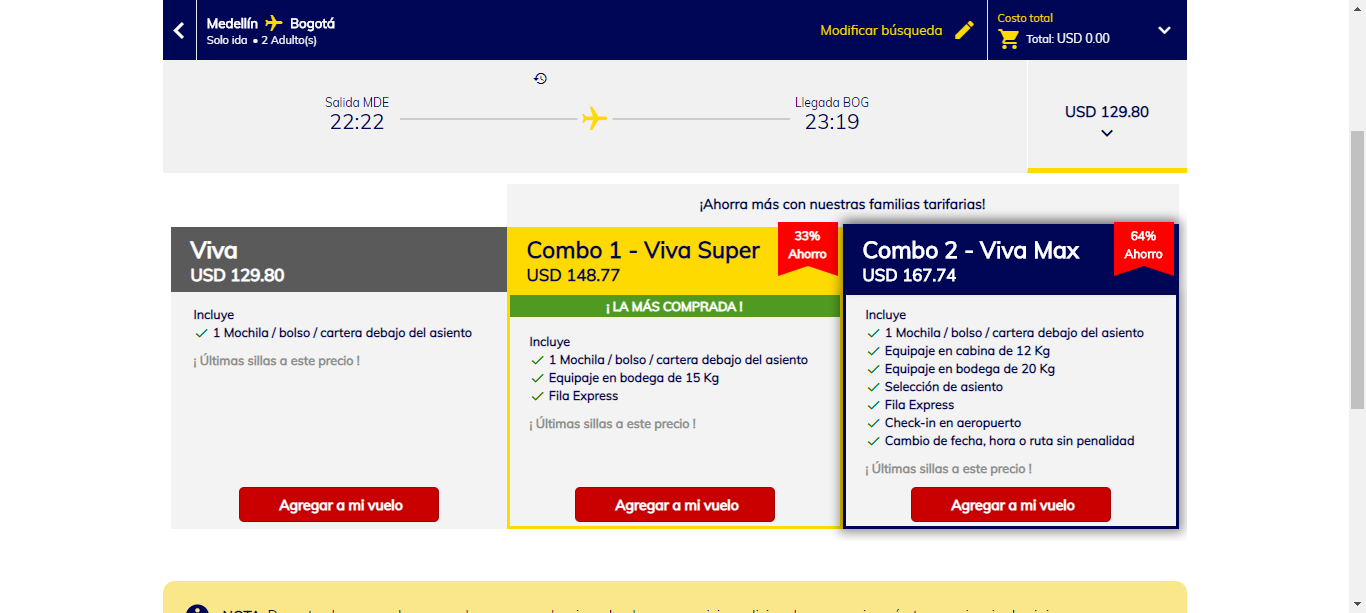 Medellín Bogotá
Solo ida • 2 Adulto(s)
Modificar búsqueda
Costo total
Total: USD 0.00
Salida MDE
22:22
Llegada BOG
23:19
USD 129.80
¡Ahorra más con nuestras familias tarifarias!
Viva
USD 129.80
Incluye
1 Mochila / bolso / cartera debajo del asiento
¡ Últimas sillas a este precio !
Agregar a mi vuelo
Combo 1 - Viva Super
USD 148.77
33%
Ahorro
¡ LA MÁS COMPRADA !
Incluye
1 Mochila / bolso / cartera debajo del asiento
Equipaje en bodega de 15 Kg
Fila Express
¡ Últimas sillas a este precio !
Agregar a mi vuelo
Combo 2 - Viva Max
USD 167.74
64%
Ahorro
Incluye
1 Mochila / bolso / cartera debajo del asiento
Equipaje en cabina de 12 Kg
Equipaje en bodega de 20 Kg
Selección de asiento
Fila Express
Check-in en aeropuerto
Cambio de fecha, hora o ruta sin penalidad
¡ Últimas sillas a este precio !
Agregar a mi vuelo